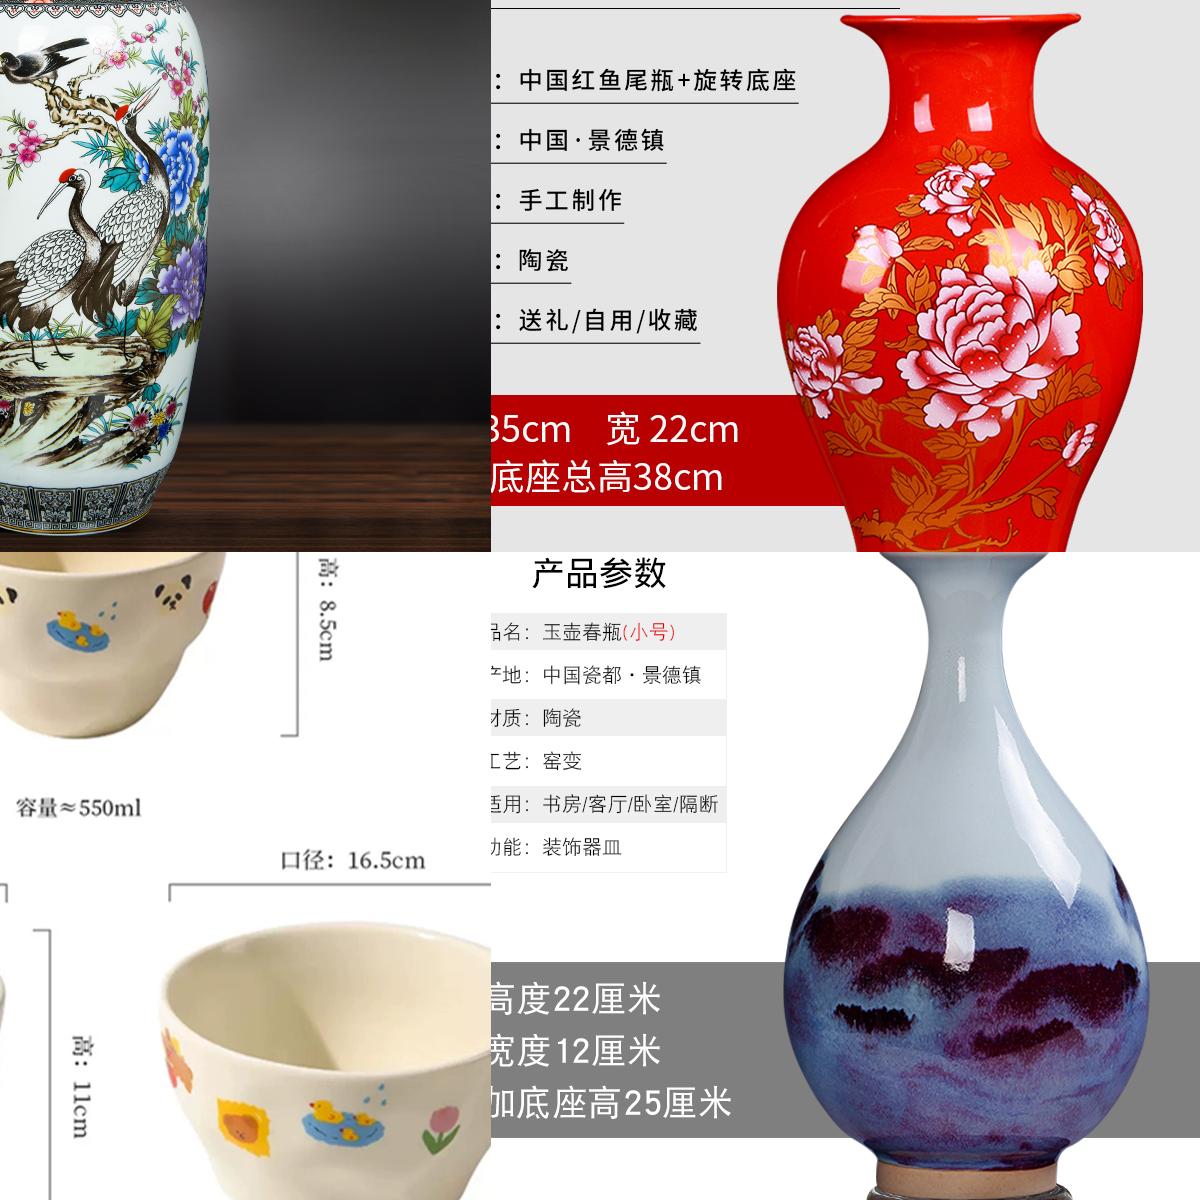 ：中国红鱼尾瓶+旋转底座
：中国·景德镇
：手工制作
：陶瓷
：送礼/自用/收藏
35cm 宽 22cm
底座总高38cm
高：8.5cm
容量≈550ml
口径：16.5cm
高：11cm
产品参数
品名：玉壶春瓶(小号)
产地：中国瓷都·景德镇
材质：陶瓷
工艺：窑变
适用：书房/客厅/卧室/隔断
功能：装饰器皿
高度22厘米
宽度12厘米
加底座高25厘米